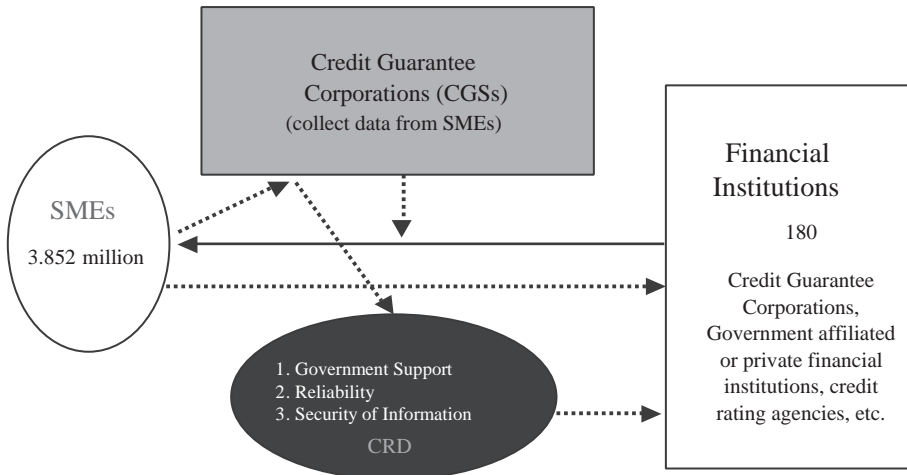 Credit Guarantee
Corporations (CGSs)
(collect data from SMEs)
SMEs
3.852 million
Financial
Institutions
180
Credit Guarantee
Corporations,
Government affiliated
or private financial
institutions, credit
rating agencies, etc.
1. Government Support
2. Reliability
3. Security of Information
CRD